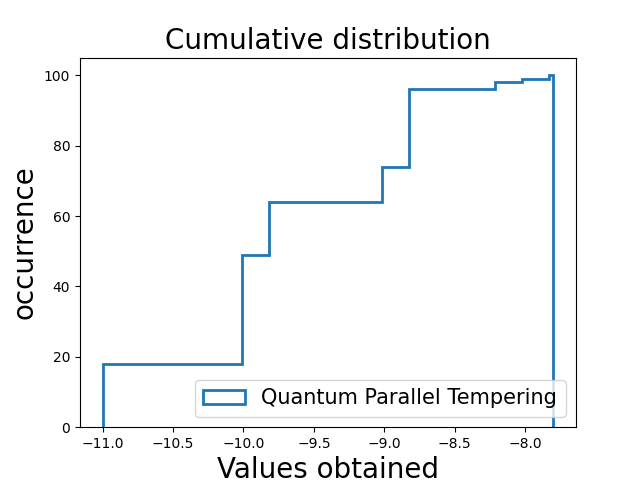 Cumulative distribution
occurrence
100
80
60
40
20
0
Quantum Parallel Tempering
−11.0 −10.5 −10.0 −9.5 −9.0 −8.5 −8.0
Values obtained